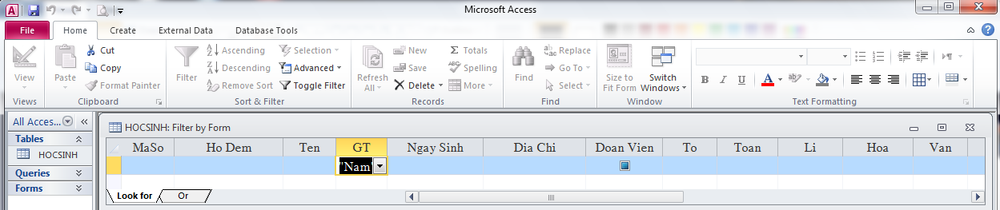 Microsoft Access
File Home Create External Data Database Tools
View Paste Cut Copy Format Painter
Filter Ascending Descending Remove Sort Selection Advanced Toggle Filter
Refresh All New Save Delete Totals Spelling More
Find Replace Go To Select
Size to Fit Form Switch Windows
B I U A
Views Clipboard Sort & Filter Records Find Window Text Formatting
All Acces...
Tables
HOCSINH
Queries
Forms
HOCSINH: Filter by Form
MaSo Ho Dem Ten GT Ngay Sinh Dia Chi Doan Vien To Toan Li Hoa Van
"Nam"
Look for Or